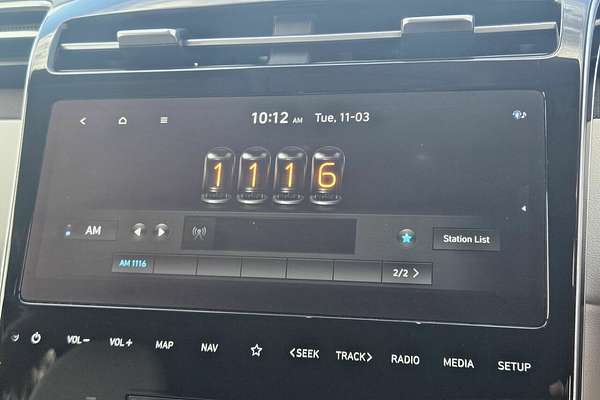 10:12 AM Tue, 11-03
1116
AM Station List
AM 1116 2/2 >
VOL− VOL+ MAP NAV <SEEK TRACK> RADIO MEDIA SETUP